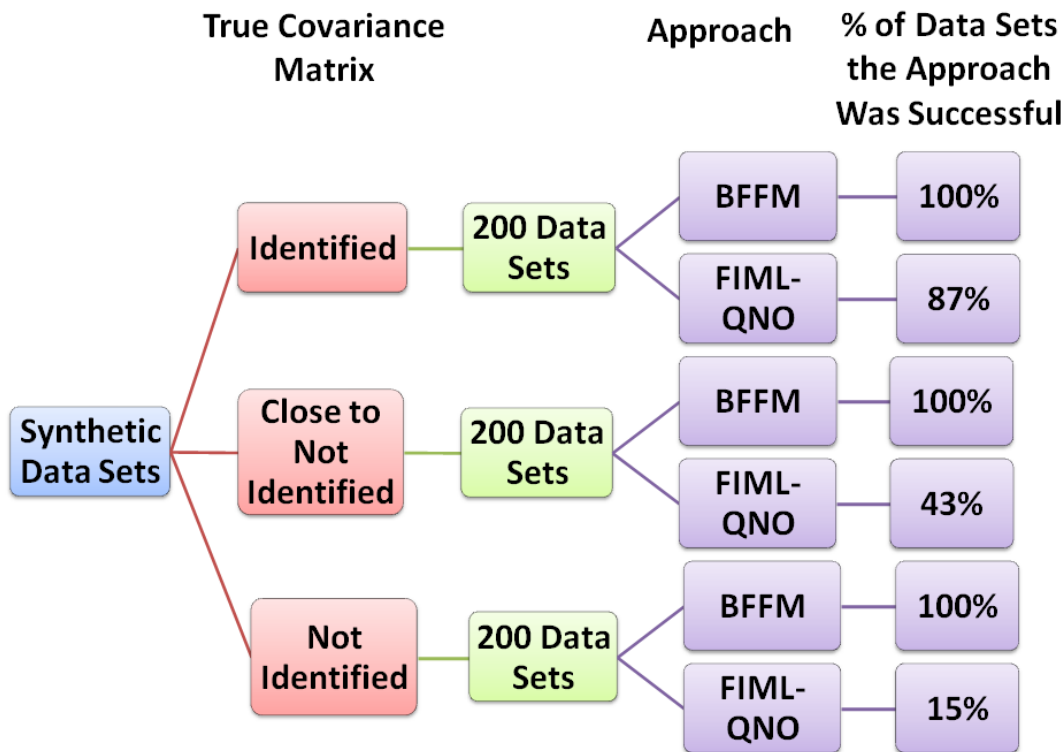 True Covariance
Matrix
Approach
% of Data Sets
the Approach
Was Successful
Synthetic
Data Sets
Identified
200 Data
Sets
BFFM
100%
FIML-
QNO
87%
Close to
Not
Identified
200 Data
Sets
BFFM
100%
FIML-
QNO
43%
Not
Identified
200 Data
Sets
BFFM
100%
FIML-
QNO
15%